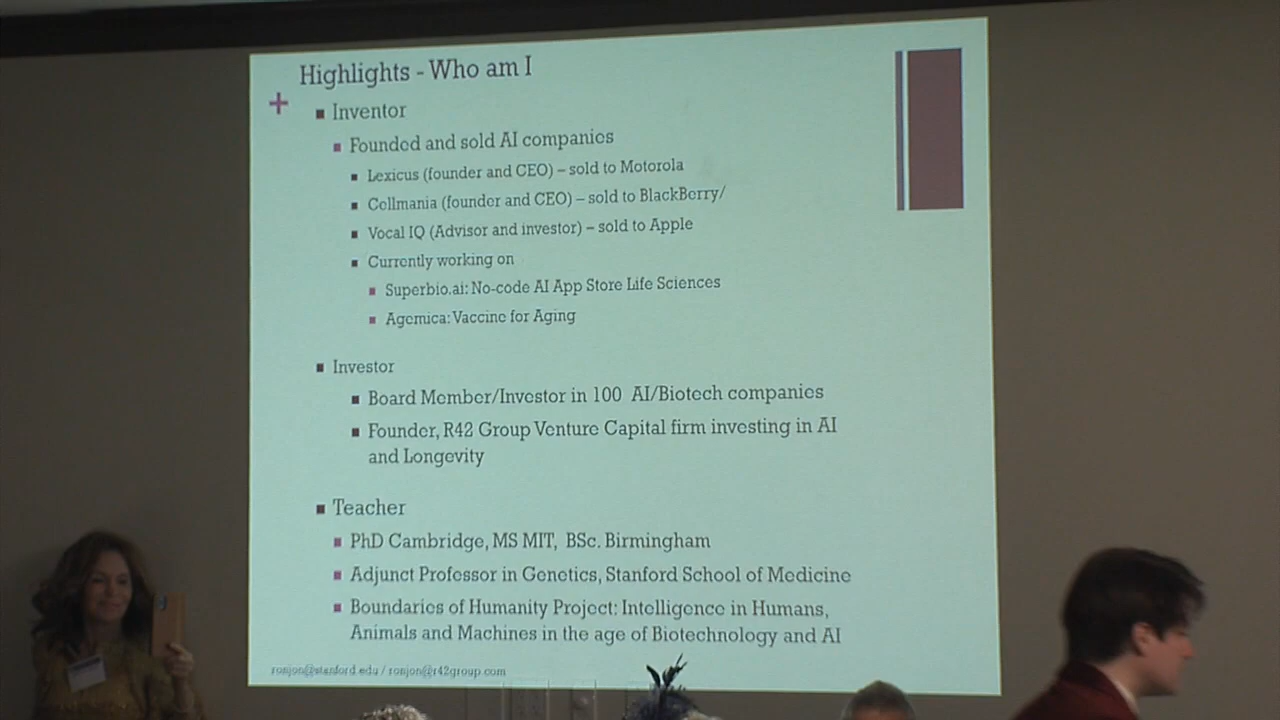 Highlights - Who am I
+
Inventor
Founded and sold AI companies
Lexicus (founder and CEO) – sold to Motorola
Cellmania (founder and CEO) – sold to BlackBerry/
Vocal IQ (Advisor and investor) – sold to Apple
Currently working on
Superbio.ai: No-code AI App Store Life Sciences
Agemica: Vaccine for Aging
Investor
Board Member/Investor in 100 AI/Biotech companies
Founder, R42 Group Venture Capital firm investing in AI
and Longevity
Teacher
PhD Cambridge, MS MIT, BSc. Birmingham
Adjunct Professor in Genetics, Stanford School of Medicine
Boundaries of Humanity Project: Intelligence in Humans,
Animals and Machines in the age of Biotechnology and AI
ronjon@stanford.edu / ronjon@r42group.com